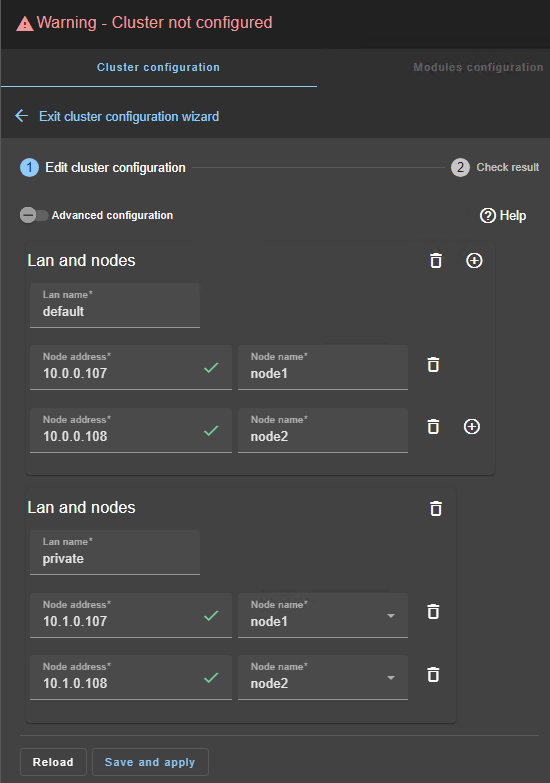 Warning - Cluster not configured
Cluster configuration
Modules configuration
Exit cluster configuration wizard
1 Edit cluster configuration
2 Check result
Advanced configuration
Help
Lan and nodes
Lan name*
default
Node address* Node name*
10.0.0.107 node1
Node address* Node name*
10.0.0.108 node2
Lan and nodes
Lan name*
private
Node address* Node name*
10.1.0.107 node1
Node address* Node name*
10.1.0.108 node2
Reload Save and apply